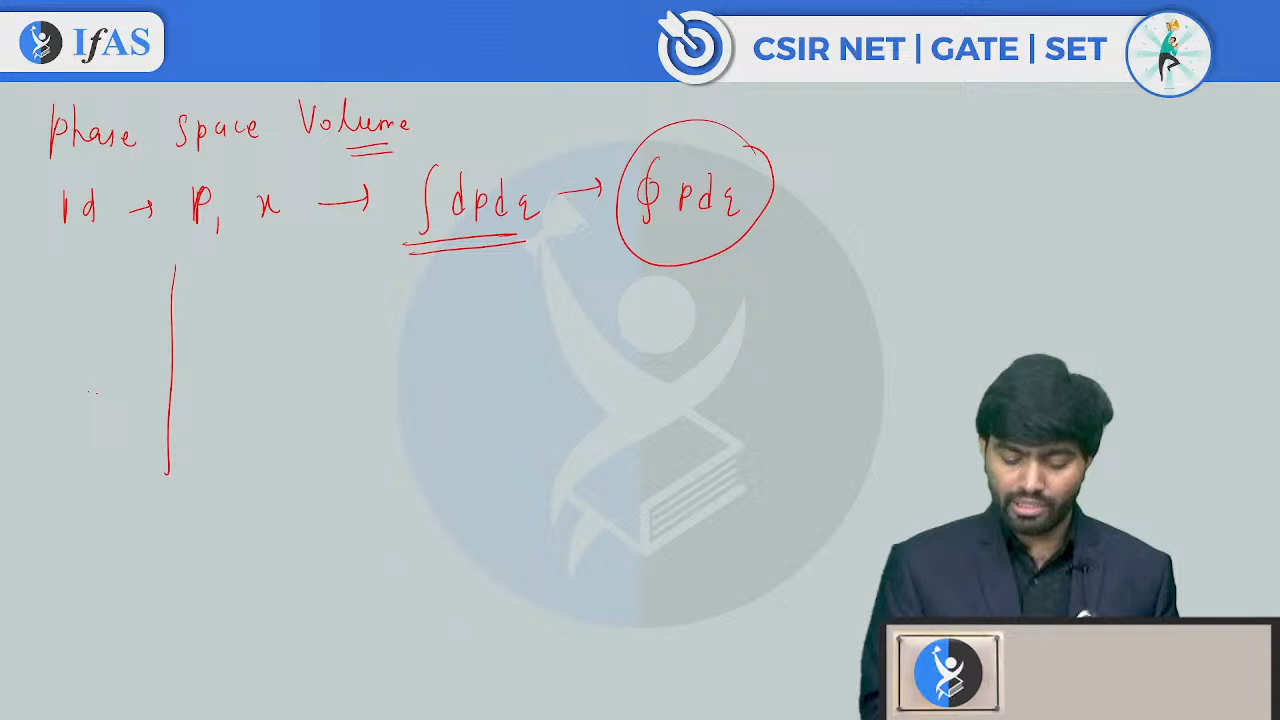 IfAS
CSIR NET | GATE | SET
Phase Space Volume
1d → P, x → ∫ dpdq → ∮ pdq